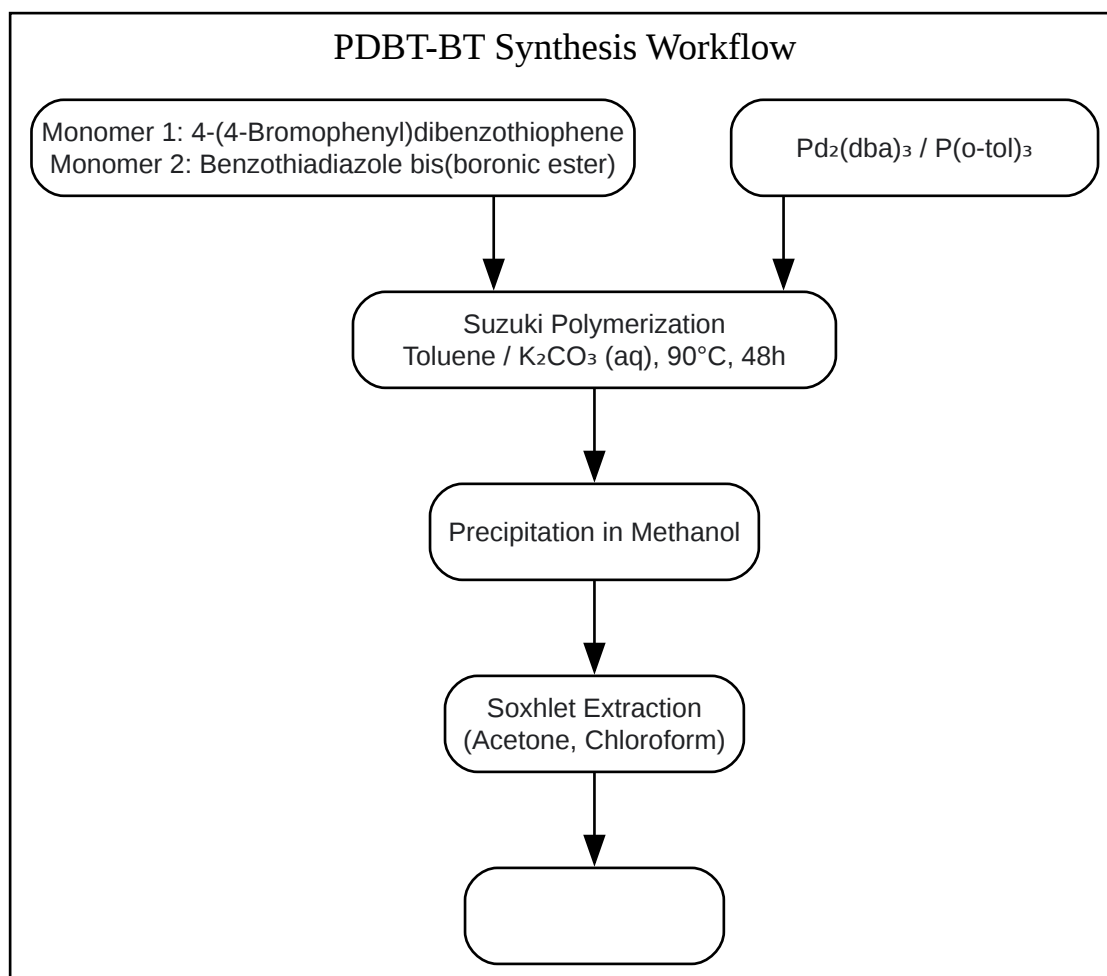 PDBT-BT Synthesis Workflow
Monomer 1: 4-(4-Bromophenyl)dibenzothiophene
Monomer 2: Benzothiadiazole bis(boronic ester)
Pd₂(dba)₃ / P(o-tol)₃
Suzuki Polymerization
Toluene / K₂CO₃ (aq), 90°C, 48h
Precipitation in Methanol
Soxhlet Extraction
(Acetone, Chloroform)